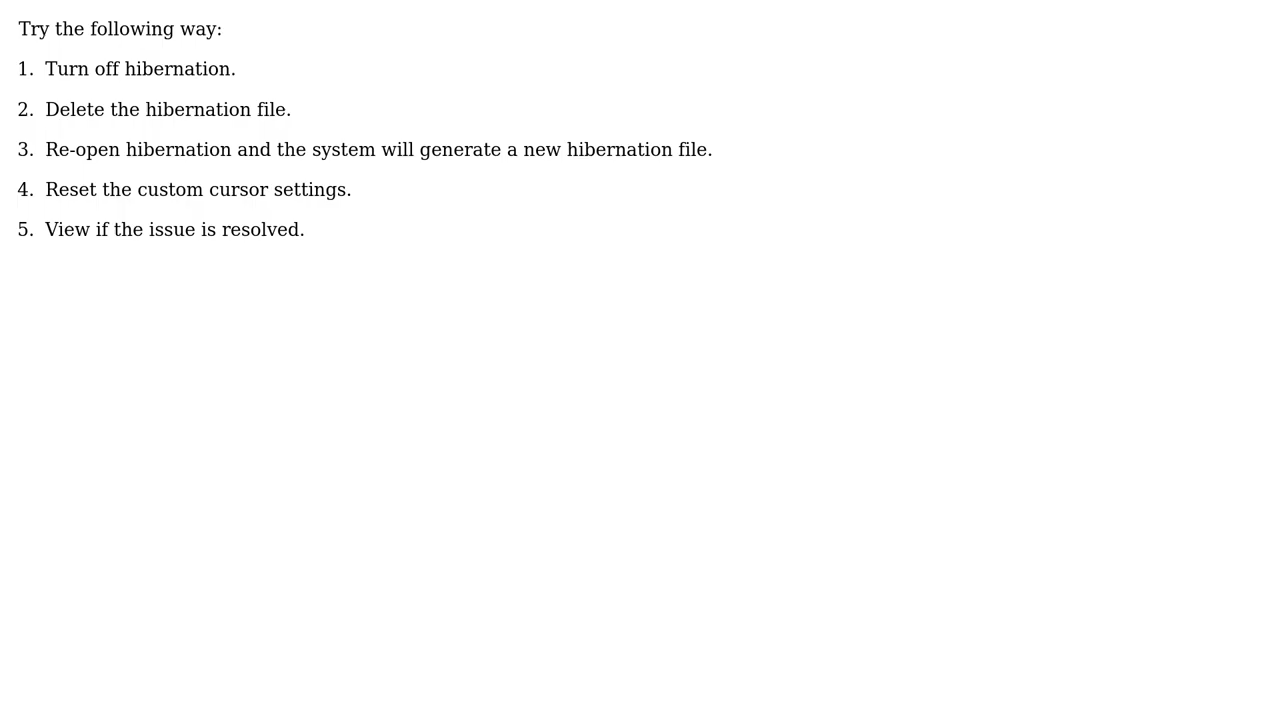 Try the following way:
1. Turn off hibernation.
2. Delete the hibernation file.
3. Re-open hibernation and the system will generate a new hibernation file.
4. Reset the custom cursor settings.
5. View if the issue is resolved.